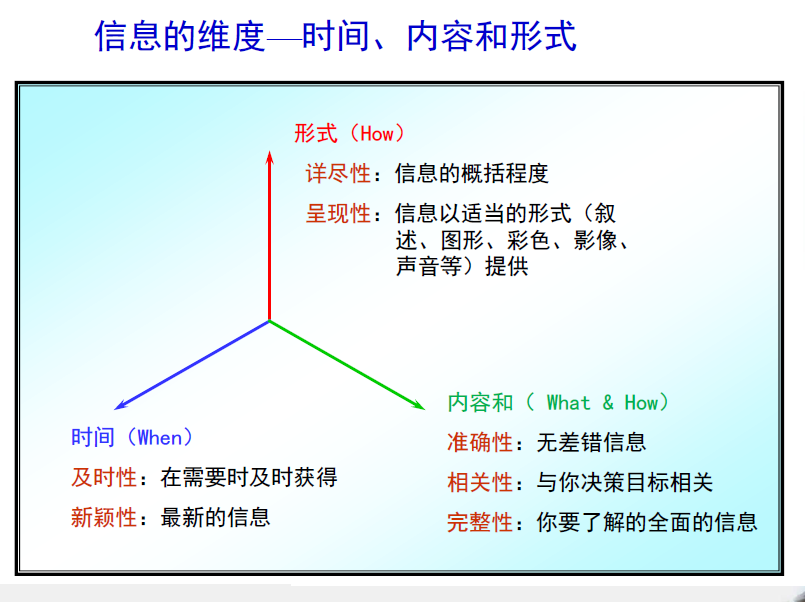 信息的维度—时间、内容和形式
形式（How）
详尽性：信息的概括程度
呈现性：信息以适当的形式（叙
述、图形、彩色、影像、
声音等）提供
时间（When）
及时性：在需要时及时获得
新颖性：最新的信息
内容和（ What & How）
准确性：无差错信息
相关性：与你决策目标相关
完整性：你要了解的全面的信息